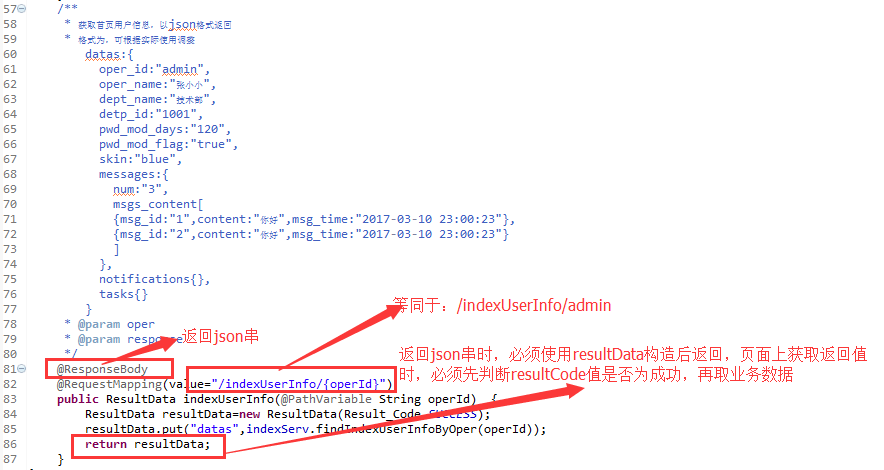 57 /**
58 * 获取首页用户信息, 以json格式返回
59 * 格式为, 可根据实际使用调整
60 datas:{
61 oper_id:"admin",
62 oper_name:"张小小",
63 dept_name:"技术部",
64 detp_id:"1001",
65 pwd_mod_days:"120",
66 pwd_mod_flag:"true",
67 skin:"blue",
68 messages:{
69 num:"3",
70 msgs_content[
71 {msg_id:"1",content:"你好",msg_time:"2017-03-10 23:00:23"},
72 {msg_id:"2",content:"你好",msg_time:"2017-03-10 23:00:23"}
73 ]
74 },
75 notifications{},
76 tasks{}
77 }
等同于: /indexUserInfo/admin
78 * @param oper
79 * @param response
返回json串
80 */
返回json串时, 必须使用resultData构造后返回, 页面上获取返回值
时, 必须先判断resultCode值是否为成功, 再取业务数据
81 @ResponseBody
82 @RequestMapping(value="/indexUserInfo/{operId}")
83 public ResultData indexUserInfo(@PathVariable String operId) {
84 ResultData resultData=new ResultData(Result_Code.SUCCESS);
85 resultData.put("datas",indexServ.findIndexUserInfoByOper(operId));
86 return resultData;
87 }